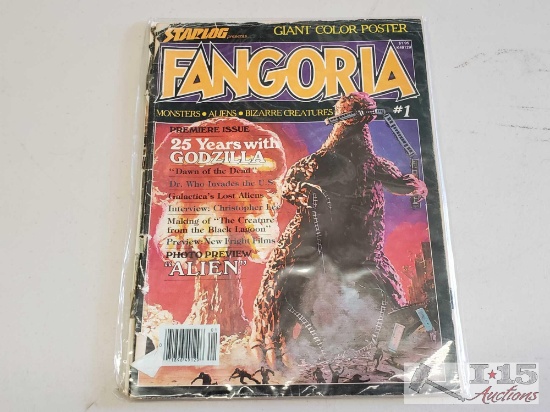 STARLOG
GIANT COLOR POSTER
FANGORIA
MONSTERS • ALIENS • BIZARRE CREATURES
#1
PREMIERE ISSUE
25 Years with
GODZILLA
"Dawn of the Dead"
Dr. Who Invades the U.S.
Galactica's Lost Aliens
Interview: Christopher Lee
Making of "The Creature
from the Black Lagoon"
Preview: New Fright Films
PHOTO PREVIEW
"ALIEN"
I-15
Auctions